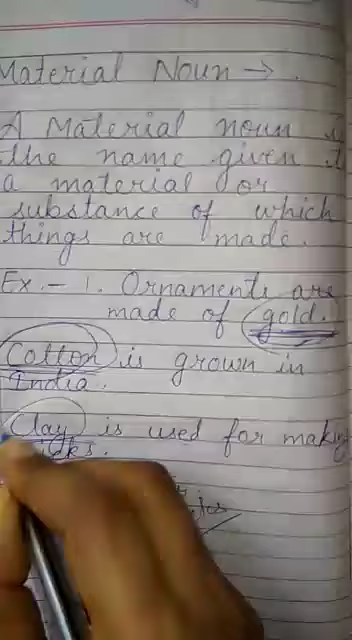 Material Noun →
A Material noun is
the name given t
a material or
substance of which
things are made.
Ex. - 1. Ornaments are
made of gold.
Cotton is grown in
India.
Clay is used for making